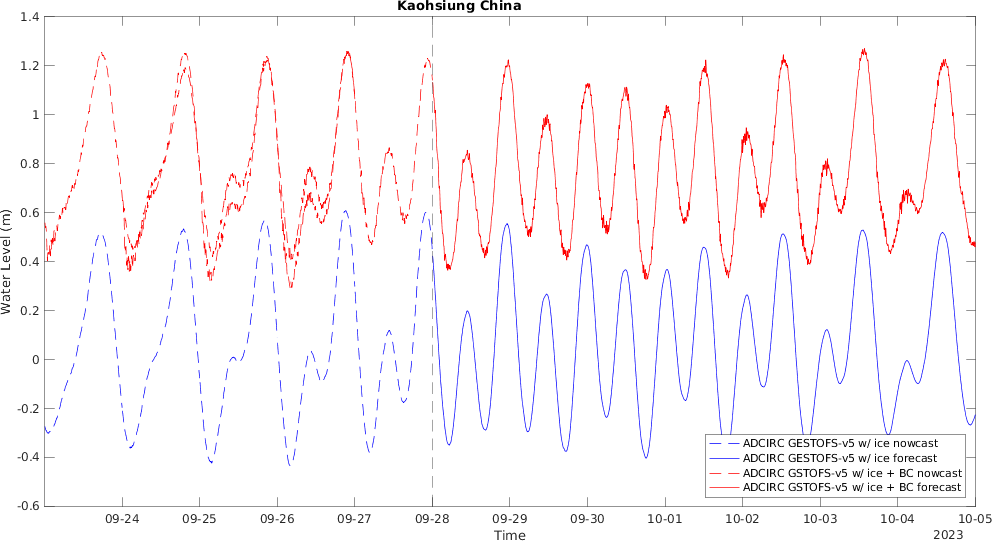 Kaohsiung China
1.4
1.2
1
0.8
0.6
0.4
0.2
0
-0.2
-0.4
-0.6
Water Level (m)
ADCIRC GESTOFS-v5 w/ ice nowcast
ADCIRC GESTOFS-v5 w/ ice forecast
ADCIRC GSTOFS-v5 w/ ice + BC nowcast
ADCIRC GSTOFS-v5 w/ ice + BC forecast
09-24 09-25 09-26 09-27 09-28 09-29 09-30 10-01 10-02 10-03 10-04 10-05
Time
2023